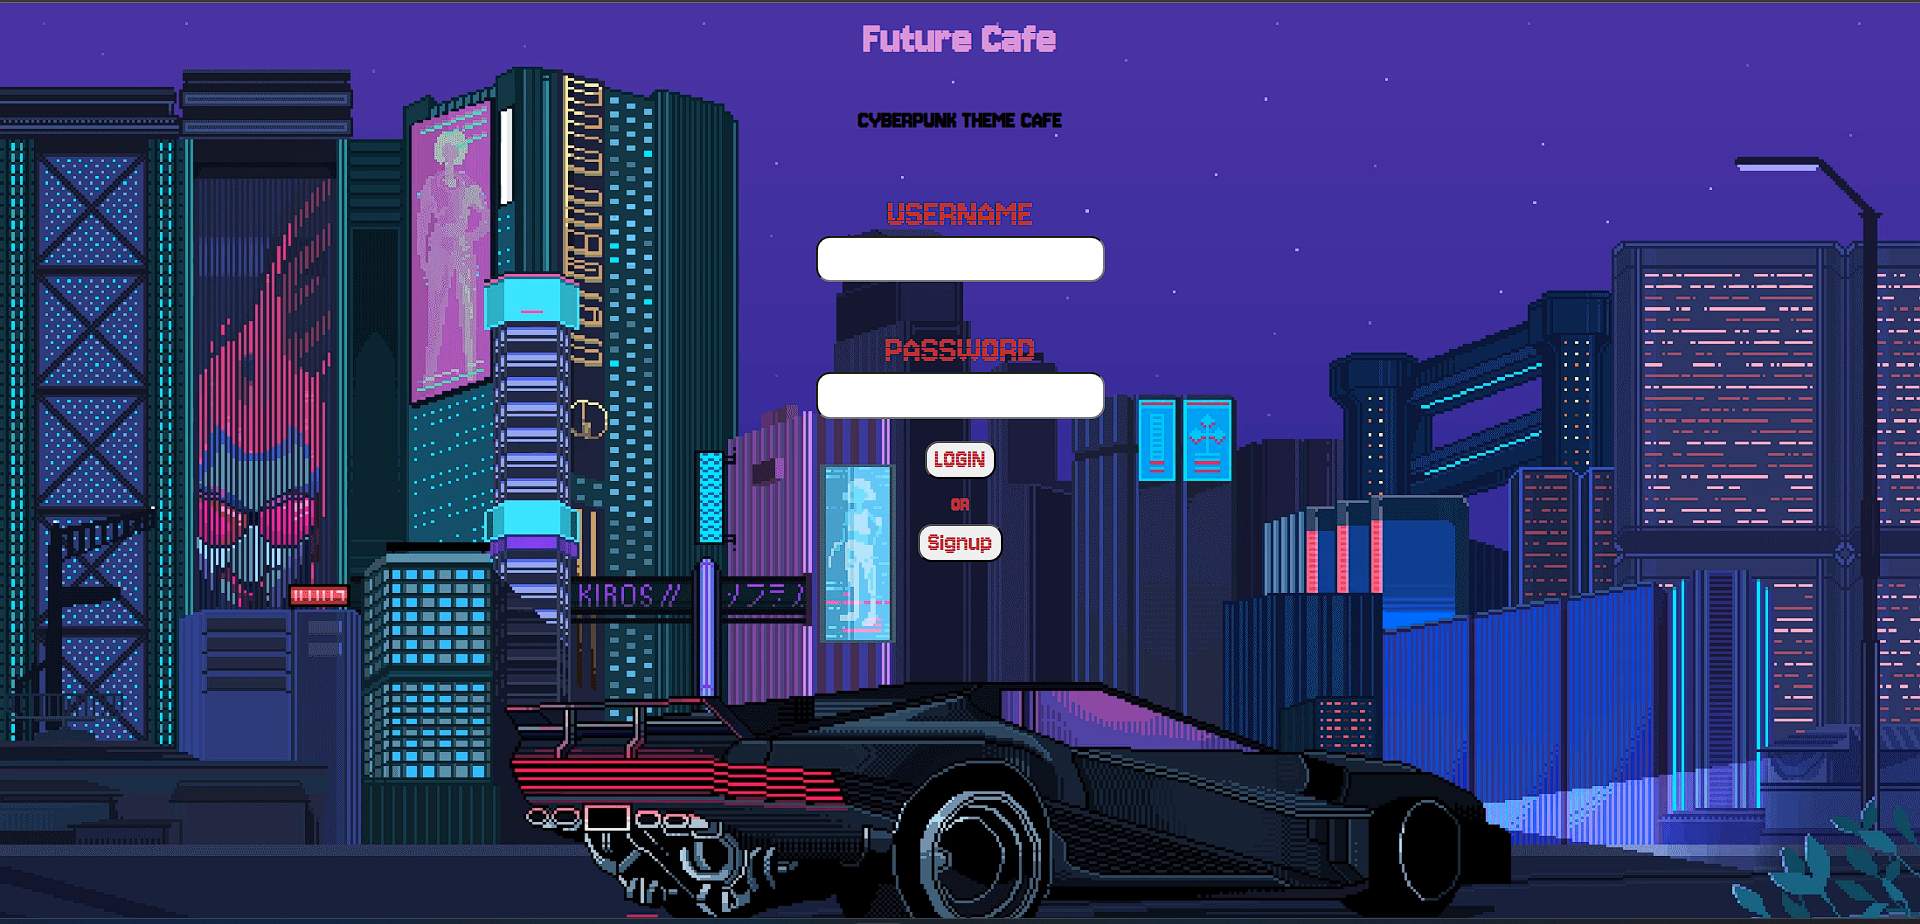 Future Cafe
CYBERPUNK THEME CAFE
USERNAME
PASSWORD
LOGIN
OR
Signup
KIROS//